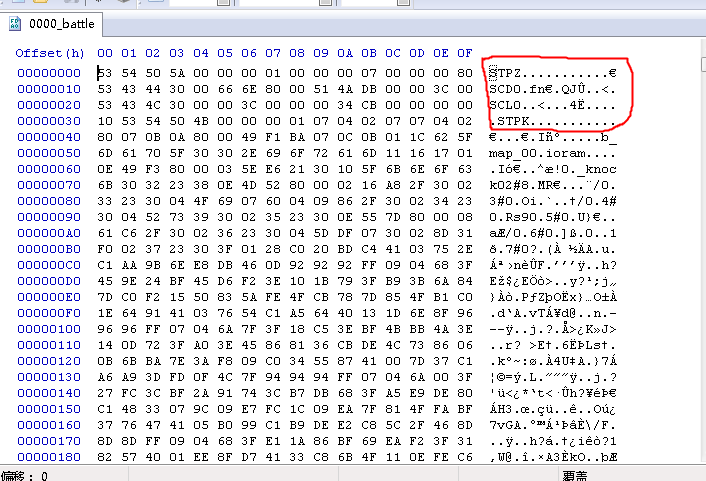 0000_battle
Offset(h) 00 01 02 03 04 05 06 07 08 09 0A 0B 0C 0D 0E 0F
00000000 53 54 50 5A 00 00 00 01 00 00 00 07 00 00 00 80 STPZ...........€
00000010 53 43 44 30 00 66 6E 80 00 51 4A DB 00 00 3C 00 SCD0.fn€.QJÛ..<.
00000020 53 43 4C 30 00 00 3C 00 00 00 34 CB 00 00 00 00 SCL0..<...4Ë....
00000030 10 53 54 50 4B 00 00 00 01 07 04 02 07 07 04 02 .STPK...........
00000040 80 07 0B 0A 80 00 49 F1 BA 07 0C 0B 01 1C 62 5F €...€.Iñº.....b_
00000050 6D 61 70 5F 30 30 2E 69 6F 72 61 6D 11 16 17 01 map_00.ioram....
00000060 0E 49 F3 80 00 03 5E E6 21 30 10 5F 6B 6E 6F 63 .Ió€..^æ!0._knoc
00000070 6B 30 32 23 38 0E 4D 52 80 00 02 16 A8 2F 30 02 k02#8.MR€...¨/0.
00000080 33 23 30 04 4F 69 07 60 04 09 86 2F 30 02 34 23 3#0.Oi.`..†/0.4#
00000090 30 04 52 73 39 30 02 35 23 30 0E 55 7D 80 00 08 0.Rs90.5#0.U}€..
000000A0 61 C6 2F 30 02 36 23 30 04 5D DF 07 30 02 8D 31 aÆ/0.6#0.]ß.0..1
000000B0 F0 02 37 23 30 3F 01 28 C0 20 BD C4 41 03 75 2E ð.7#0?.(À ½ÄA.u.
000000C0 C1 AA 9B 6E E8 DB 46 0D 92 92 92 FF 09 04 68 3F Áª›nèÛF.’’’ÿ..h?
000000D0 45 9E 24 BF 45 D6 F2 3E 10 1B 79 3F B9 3B 6A 84 Ež$¿EÖò>..y?¹;j„
000000E0 7D C0 F2 15 50 83 5A FE 4F CB 78 7D 85 4F B1 C0 }Àò.PƒZþOËx}…O±À
000000F0 1E 64 91 41 03 76 54 C1 A5 64 40 13 1D 6E 8F 96 .d‘A.vTÁ¥d@..n.–
00000100 96 96 FF 07 04 6A 7F 3F 18 C5 3E BF 4B BB 4A 3E ––ÿ..j.?.Å>¿K»J>
00000110 14 0D 72 3F A0 3E 45 86 81 36 CB DE 4C 73 86 06 ..r? >E†.6ËÞLs†.
00000120 0B 6B BA 7E 3A F8 09 C0 34 55 87 41 00 7D 37 C1 .kº~:ø.À4U‡A.}7Á
00000130 A6 A9 3D FD 0F 4C 7F 94 94 94 FF 07 04 6A 00 3F ¦©=ý.L.”””ÿ..j.?
00000140 27 FC 3C BF 2A 91 74 3C B7 DB 68 3F A5 E9 DE 80 'ü<¿*‘t<·Ûh?¥éÞ€
00000150 C1 48 33 07 9C 09 E7 FC 1C 09 EA 7F 81 4F FA BF ÁH3.œ.çü..ê..Oú¿
00000160 37 76 47 41 05 B0 99 C1 B9 DE E2 C8 5C 2F 46 8D 7vGA.°™Á¹ÞâÈ\/F.
00000170 8D 8D FF 09 04 68 3F E1 1A 86 BF 69 EA F2 3F 31 ..ÿ..h?á.†¿iêò?1
00000180 82 57 40 01 EE 8F D7 41 33 C8 6B 4F 11 0E FE C6 ‚W@.î.×A3ÈkO..þÆ
偏移： 0
覆盖